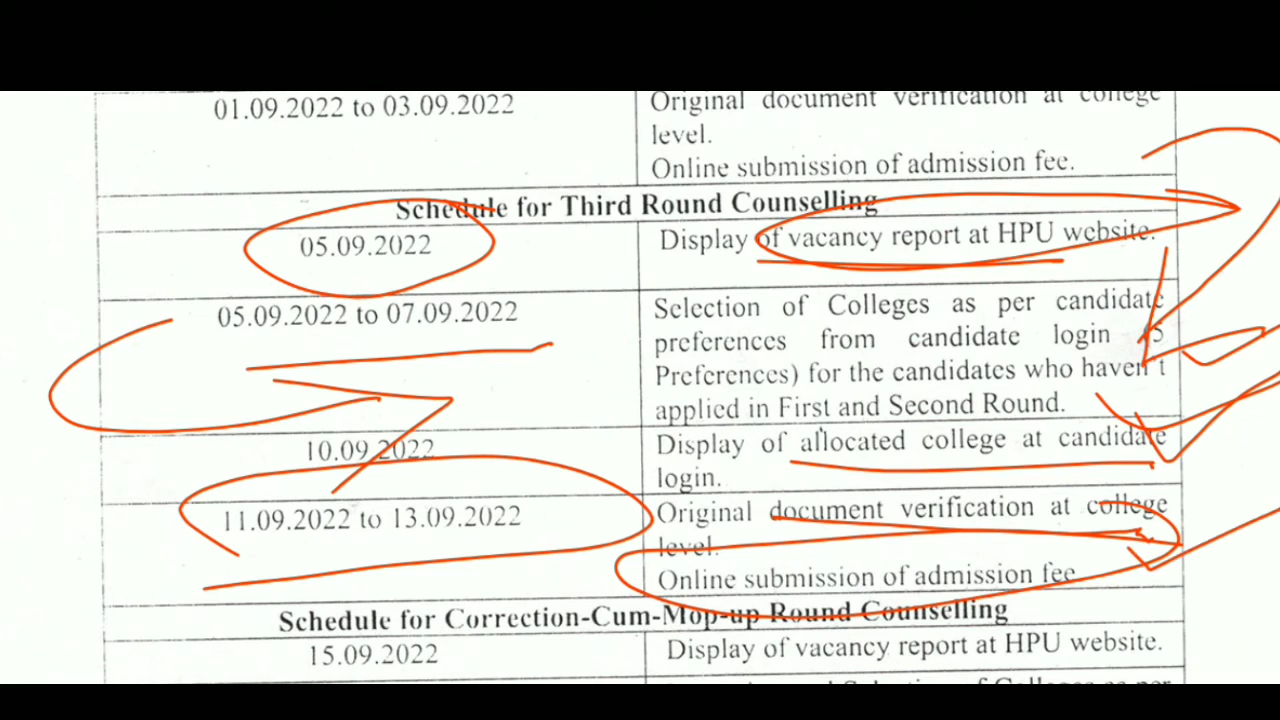 01.09.2022 to 03.09.2022
Original document verification at college
level.
Online submission of admission fee.
Schedule for Third Round Counselling
05.09.2022
Display of vacancy report at HPU website.
05.09.2022 to 07.09.2022
Selection of Colleges as per candidate
preferences from candidate login (5
Preferences) for the candidates who haven't
applied in First and Second Round.
10.09.2022
Display of allocated college at candidate
login.
11.09.2022 to 13.09.2022
Original document verification at college
level.
Online submission of admission fee
Schedule for Correction-Cum-Mop-up Round Counselling
15.09.2022
Display of vacancy report at HPU website.
of Colleges as per